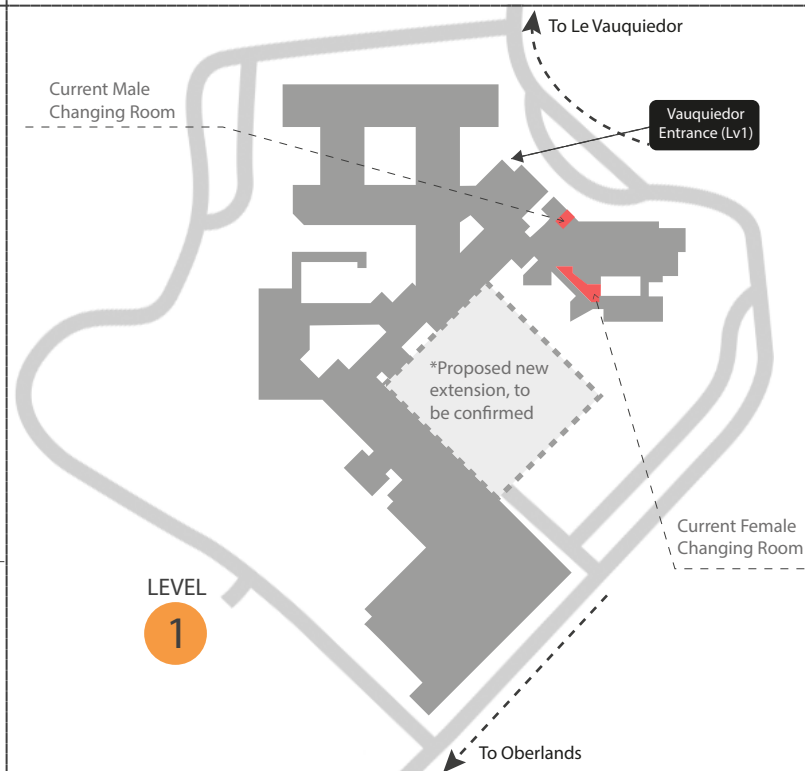 To Le Vauquiedor
Current Male
Changing Room
Vauquiedor
Entrance (Lv1)
*Proposed new
extension, to
be confirmed
Current Female
Changing Room
LEVEL
1
To Oberlands